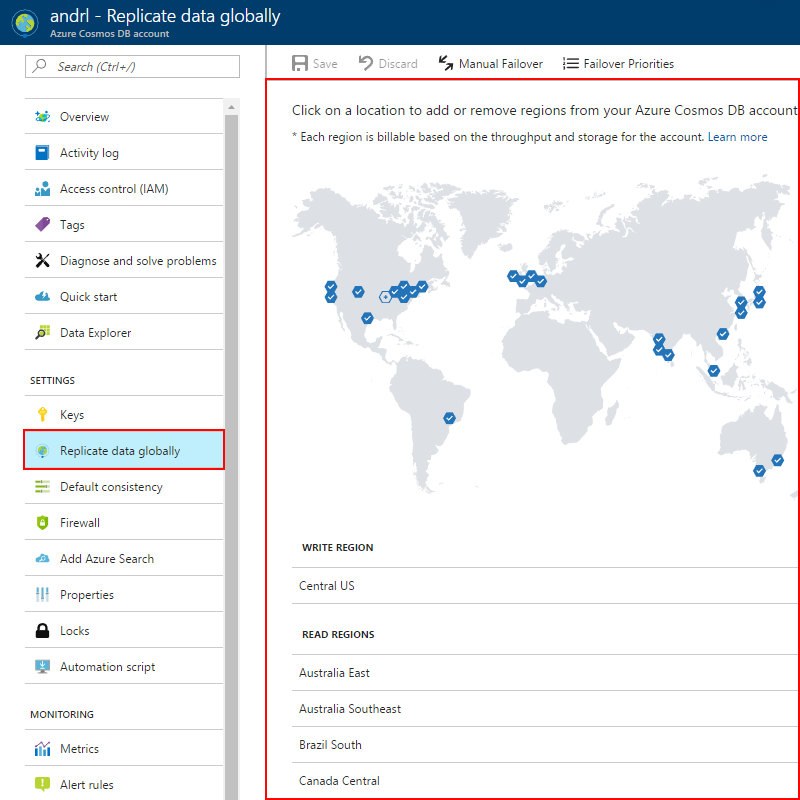 andrl - Replicate data globally
Azure Cosmos DB account
Search (Ctrl+/)
Overview
Activity log
Access control (IAM)
Tags
Diagnose and solve problems
Quick start
Data Explorer
SETTINGS
Keys
Replicate data globally
Default consistency
Firewall
Add Azure Search
Properties
Locks
Automation script
MONITORING
Metrics
Alert rules
Save
Discard
Manual Failover
Failover Priorities
Click on a location to add or remove regions from your Azure Cosmos DB account
* Each region is billable based on the throughput and storage for the account. Learn more
WRITE REGION
Central US
READ REGIONS
Australia East
Australia Southeast
Brazil South
Canada Central